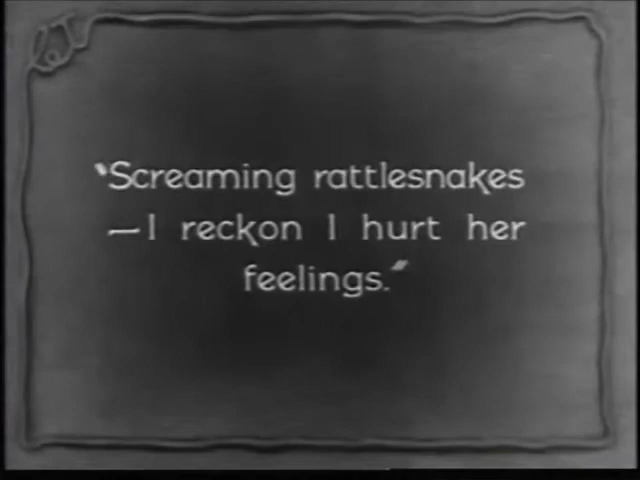 "Screaming rattlesnakes
—I reckon I hurt her
feelings."